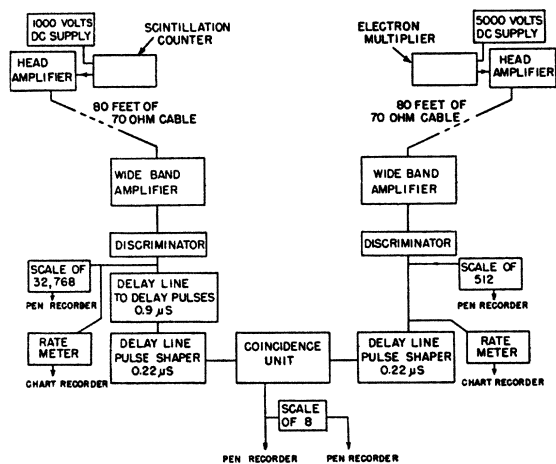 1000 VOLTS
DC SUPPLY
SCINTILLATION
COUNTER
HEAD
AMPLIFIER
80 FEET OF
70 OHM CABLE
ELECTRON
MULTIPLIER
5000 VOLTS
DC SUPPLY
HEAD
AMPLIFIER
80 FEET OF
70 OHM CABLE
WIDE BAND
AMPLIFIER
WIDE BAND
AMPLIFIER
DISCRIMINATOR
DISCRIMINATOR
SCALE OF
32,768
PEN RECORDER
DELAY LINE
TO DELAY PULSES
0.9 µS
SCALE OF
512
PEN RECORDER
RATE
METER
CHART RECORDER
DELAY LINE
PULSE SHAPER
0.22 µS
COINCIDENCE
UNIT
DELAY LINE
PULSE SHAPER
0.22 µS
RATE
METER
CHART RECORDER
SCALE
OF 8
PEN RECORDER
PEN RECORDER